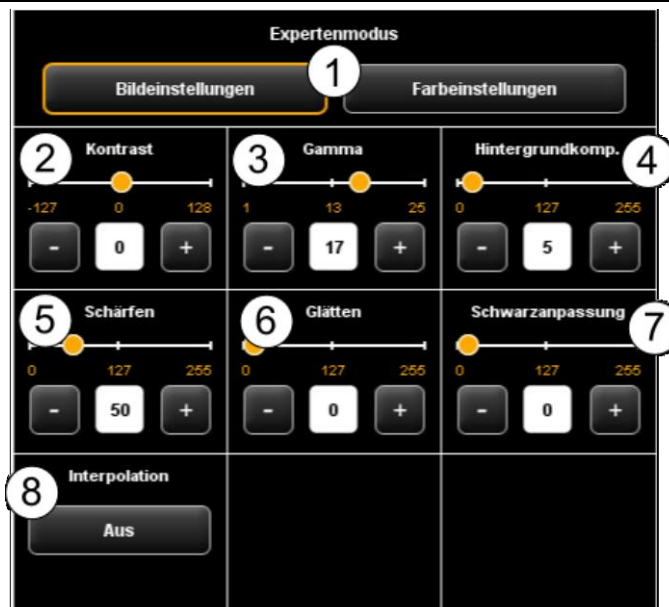 Expertenmodus
1
Bildeinstellungen Farbeinstellungen
2 Kontrast 3 Gamma Hintergrundkomp. 4
-127 0 128 1 13 25 0 127 255
- 0 + - 17 + - 5 +
5 Schärfen 6 Glätten Schwarzanpassung 7
0 127 255 0 127 255 0 127 255
- 50 + - 0 + - 0 +
Interpolation
8
Aus